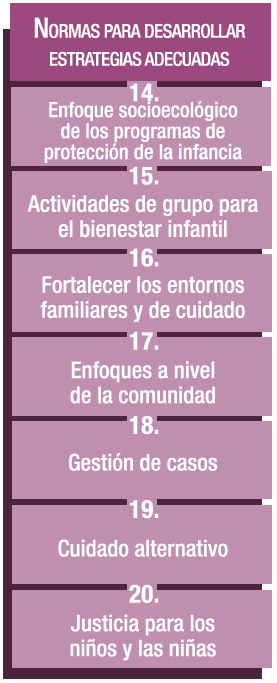 NORMAS PARA DESARROLLAR
ESTRATEGIAS ADECUADAS
14.
Enfoque socioecológico
de los programas de
protección de la infancia
15.
Actividades de grupo para
el bienestar infantil
16.
Fortalecer los entornos
familiares y de cuidado
17.
Enfoques a nivel
de la comunidad
18.
Gestión de casos
19.
Cuidado alternativo
20.
Justicia para los
niños y las niñas